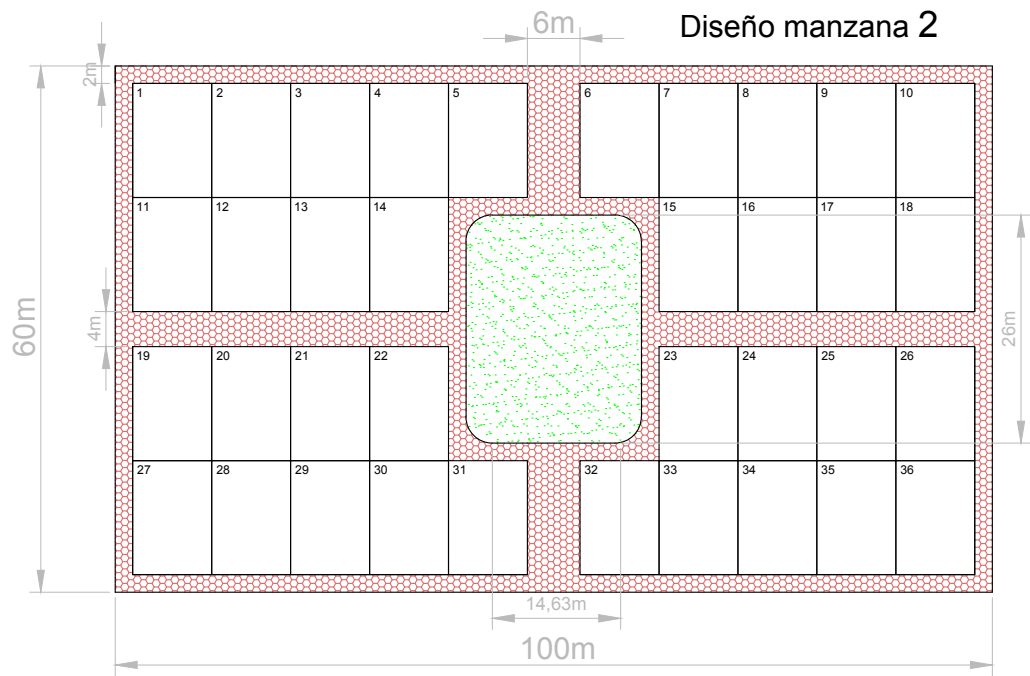 Diseño manzana 2
6m
2m
1 2 3 4 5 6 7 8 9 10
11 12 13 14 15 16 17 18
60m
4m
26m
19 20 21 22 23 24 25 26
27 28 29 30 31 32 33 34 35 36
14,63m
100m